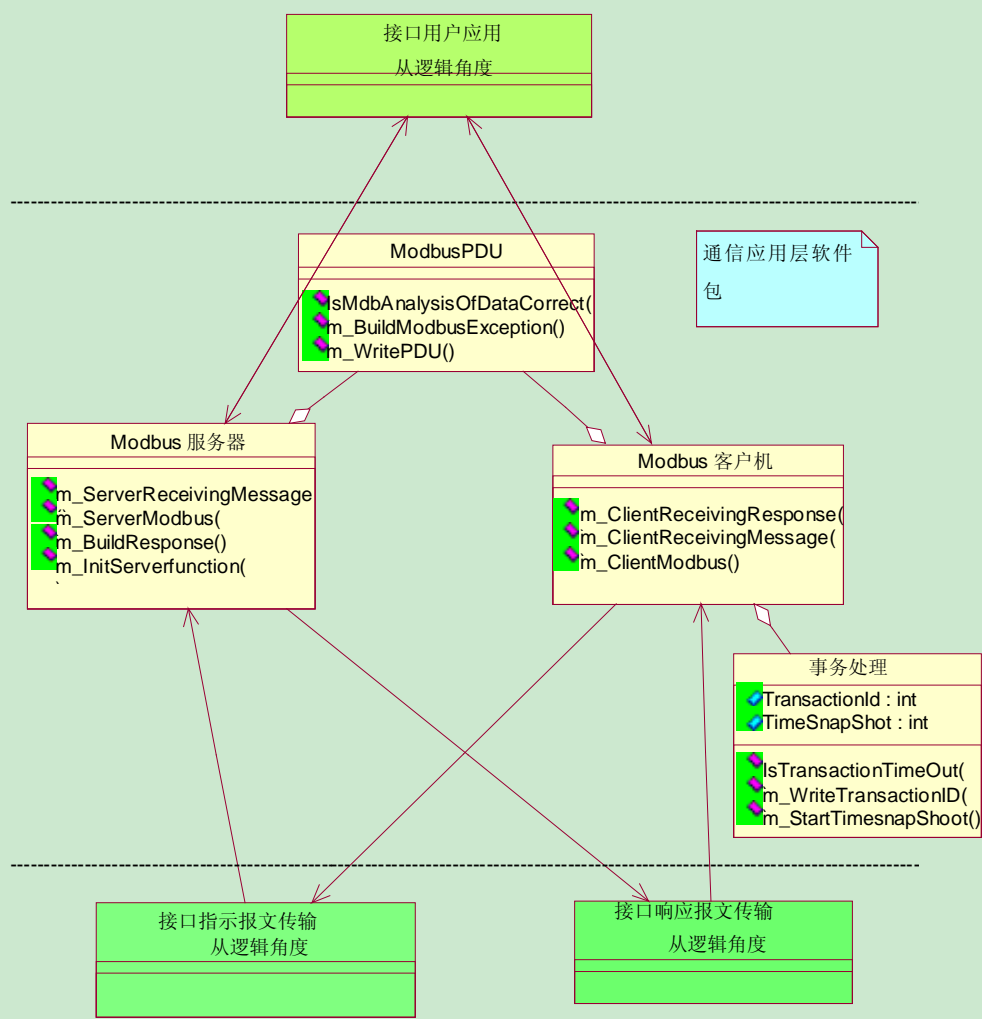 接口用户应用
从逻辑角度
ModbusPDU
IsMdbAnalysisOfDataCorrect(
m_BuildModbusException()
m_WritePDU()
通信应用层软件
包
Modbus 服务器
m_ServerReceivingMessage
m_ServerModbus(
m_BuildResponse()
m_InitServerfunction(
Modbus 客户机
m_ClientReceivingResponse(
m_ClientReceivingMessage(
m_ClientModbus()
事务处理
TransactionId : int
TimeSnapShot : int
IsTransactionTimeOut(
m_WriteTransactionID(
m_StartTimesnapShoot()
接口指示报文传输
从逻辑角度
接口响应报文传输
从逻辑角度